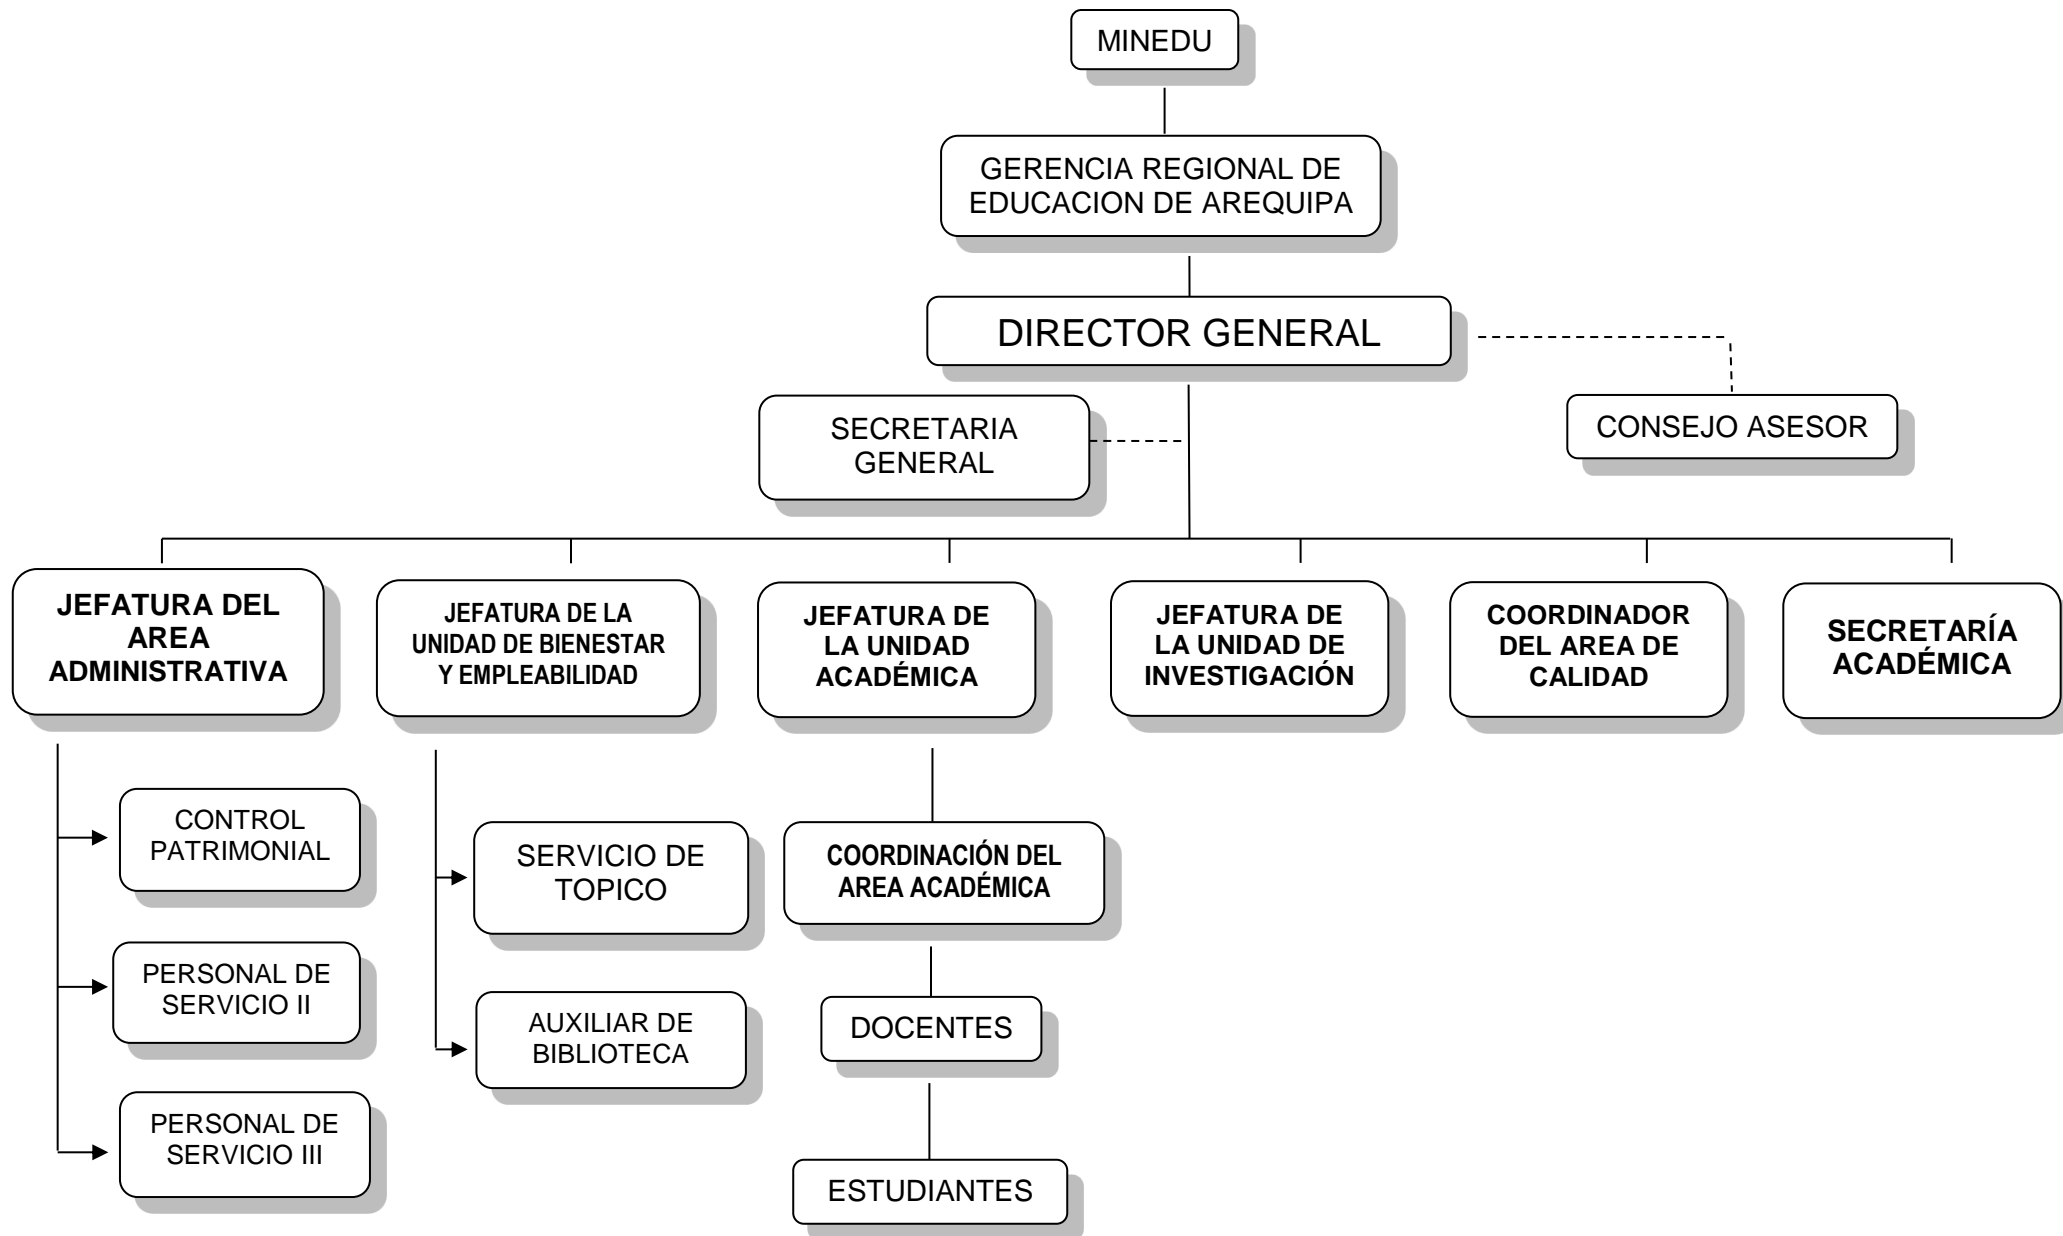 MINEDU
GERENCIA REGIONAL DE
EDUCACION DE AREQUIPA
DIRECTOR GENERAL
SECRETARIA
GENERAL
CONSEJO ASESOR
JEFATURA DEL
AREA
ADMINISTRATIVA
JEFATURA DE LA
UNIDAD DE BIENESTAR
Y EMPLEABILIDAD
JEFATURA DE
LA UNIDAD
ACADÉMICA
JEFATURA DE
LA UNIDAD DE
INVESTIGACIÓN
COORDINADOR
DEL AREA DE
CALIDAD
SECRETARÍA
ACADÉMICA
CONTROL
PATRIMONIAL
PERSONAL DE
SERVICIO II
PERSONAL DE
SERVICIO III
SERVICIO DE
TOPICO
AUXILIAR DE
BIBLIOTECA
COORDINACIÓN DEL
AREA ACADÉMICA
DOCENTES
ESTUDIANTES